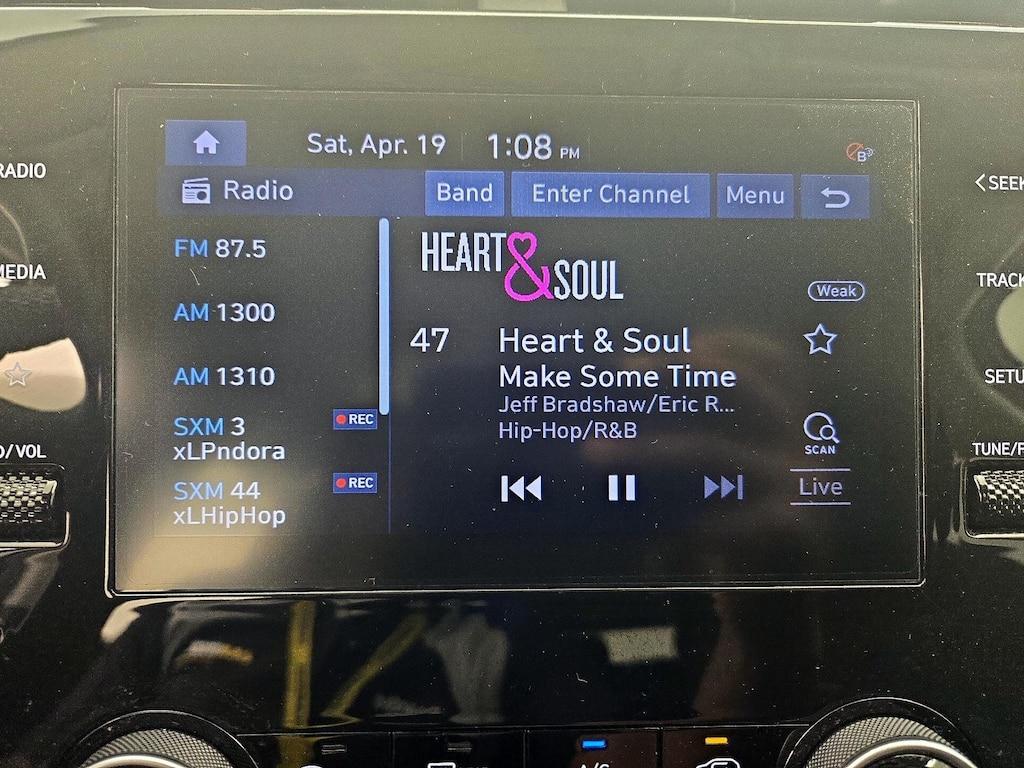 Sat, Apr. 19 1:08 PM
B
RADIO
Radio
Band
Enter Channel
Menu
SEEK
FM 87.5
HEART & SOUL
MEDIA
TRACK
Weak
AM 1300
47 Heart & Soul
AM 1310
Make Some Time
Jeff Bradshaw/Eric R...
SXM 3 REC
Hip-Hop/R&B
xLPndora
SCAN
/VOL
TUNE/F
SXM 44 REC
Live
xLHipHop
A/C